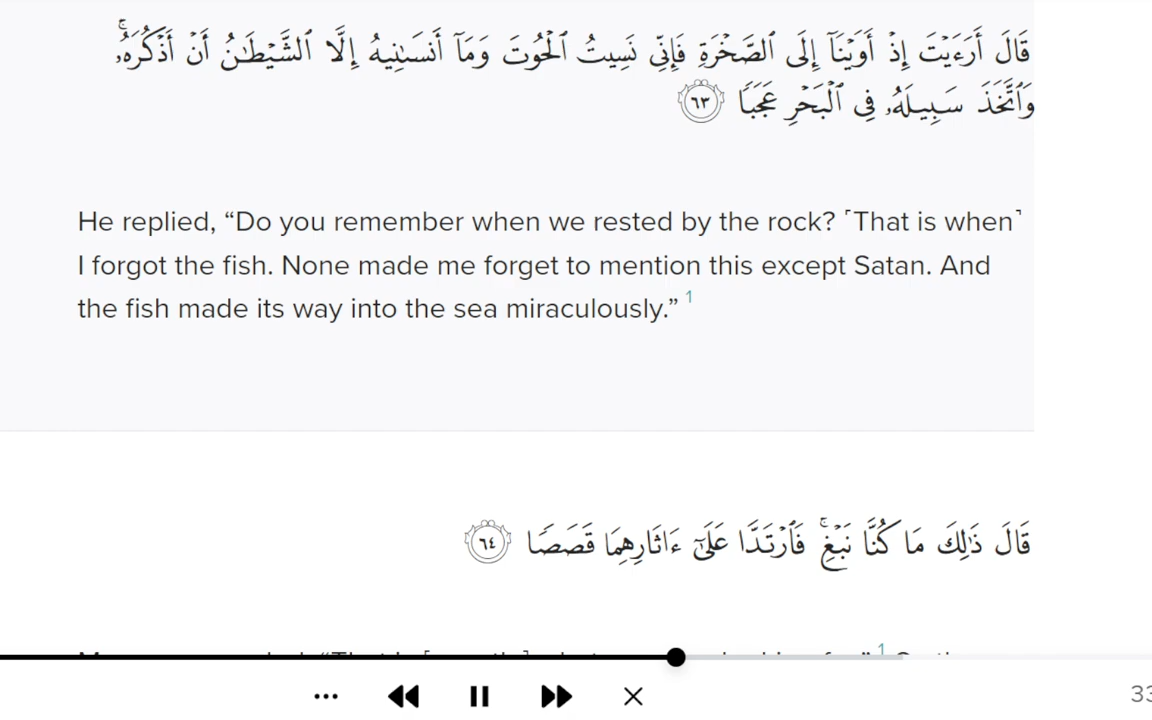 قَالَ أَرَءَيْتَ إِذْ أَوَيْنَآ إِلَى ٱلصَّخْرَةِ فَإِنِّى نَسِيتُ ٱلْحُوتَ وَمَآ أَنسَىٰنِيهُ إِلَّا ٱلشَّيْطَـٰنُ أَنْ أَذْكُرَهُۥ ۚ
وَٱتَّخَذَ سَبِيلَهُۥ فِى ٱلْبَحْرِ عَجَبًا ٦٣
He replied, “Do you remember when we rested by the rock? ˹That is when˺
I forgot the fish. None made me forget to mention this except Satan. And
the fish made its way into the sea miraculously.” 1
قَالَ ذَٰلِكَ مَا كُنَّا نَبْغِ ۚ فَٱرْتَدَّا عَلَىٰٓ ءَاثَارِهِمَا قَصَصًا ٦٤
1
33